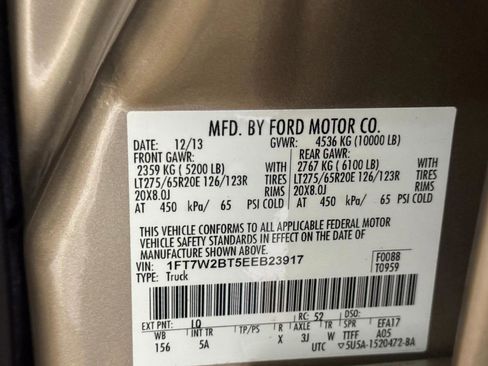 MFD. BY FORD MOTOR CO.
DATE: 12/13 GVWR: 4536 KG (10000 LB)
FRONT GAWR: REAR GAWR:
2359 KG ( 5200 LB) WITH 2767 KG ( 6100 LB) WITH
LT275/65R20E 126/123R TIRES LT275/65R20E 126/123R TIRES
20X8.0J RIMS 20X8.0J RIMS
AT 450 kPa/ 65 PSI COLD AT 450 kPa/ 65 PSI COLD
THIS VEHICLE CONFORMS TO ALL APPLICABLE FEDERAL MOTOR
VEHICLE SAFETY STANDARDS IN EFFECT ON THE DATE OF
MANUFACTURE SHOWN ABOVE.
VIN: 1FT7W2BT5EEB23917 F0088
TYPE: Truck T0959
EXT PNT: LQ RC: 52 DSO:
WB INT TR TP/PS R AXLE TR SPR EFA17
156 5A X 3J W TTFF A05
UTC 5U5A-1520472-BA